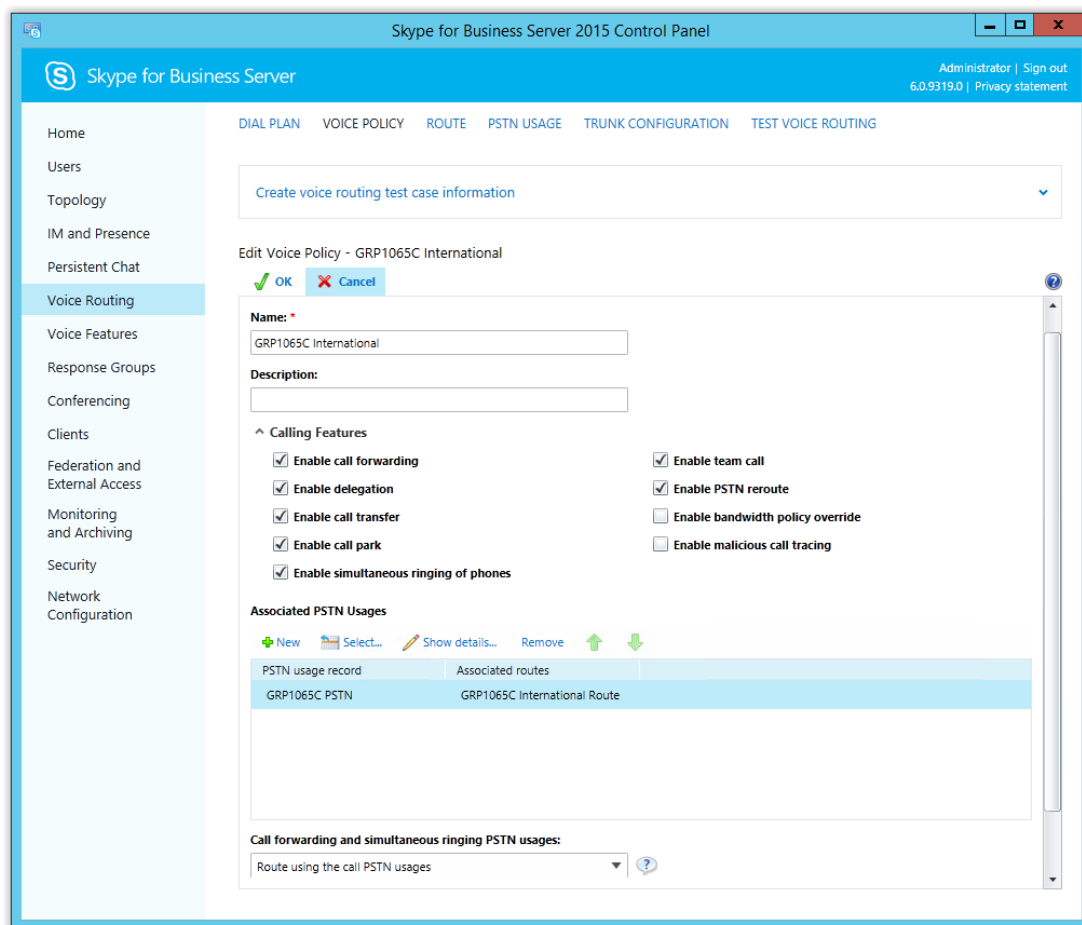 Skype for Business Server 2015 Control Panel
Skype for Business Server
Administrator | Sign out
6.0.9319.0 | Privacy statement
Home
Users
Topology
IM and Presence
Persistent Chat
Voice Routing
Voice Features
Response Groups
Conferencing
Clients
Federation and
External Access
Monitoring
and Archiving
Security
Network
Configuration
DIAL PLAN VOICE POLICY ROUTE PSTN USAGE TRUNK CONFIGURATION TEST VOICE ROUTING
Create voice routing test case information
Edit Voice Policy - GRP1065C International
OK Cancel
Name: *
GRP1065C International
Description:
Calling Features
Enable call forwarding Enable team call
Enable delegation Enable PSTN reroute
Enable call transfer Enable bandwidth policy override
Enable call park Enable malicious call tracing
Enable simultaneous ringing of phones
Associated PSTN Usages
New Select... Show details... Remove
PSTN usage record Associated routes
GRP1065C PSTN GRP1065C International Route
Call forwarding and simultaneous ringing PSTN usages:
Route using the call PSTN usages